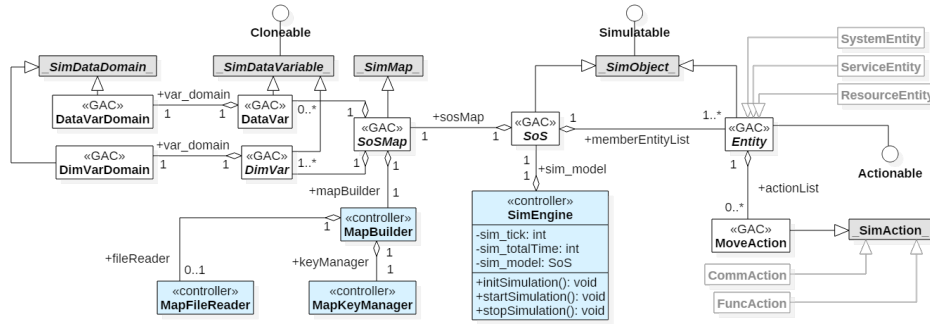 Cloneable
Simulatable
_SimDataDomain_
_SimDataVariable_
_SimMap_
_SimObject_
SystemEntity
ServiceEntity
ResourceEntity
«GAC»
DataVarDomain
+var_domain
1
1
«GAC»
DataVar
0..*
1
«GAC»
SoSMap
+sosMap
1
1
«GAC»
SoS
1
+memberEntityList
1..*
«GAC»
Entity
Actionable
«GAC»
DimVarDomain
+var_domain
1
1
«GAC»
DimVar
1..*
1
1
+mapBuilder
1
1
1
+sim_model
1
+actionList
0..*
«controller»
MapBuilder
1
1
+fileReader
0..1
+keyManager
1
«controller»
MapFileReader
«controller»
MapKeyManager
«controller»
SimEngine
-sim_tick: int
-sim_totalTime: int
-sim_model: SoS
+initSimulation(): void
+startSimulation(): void
+stopSimulation(): void
«GAC»
MoveAction
_SimAction_
CommAction
FuncAction